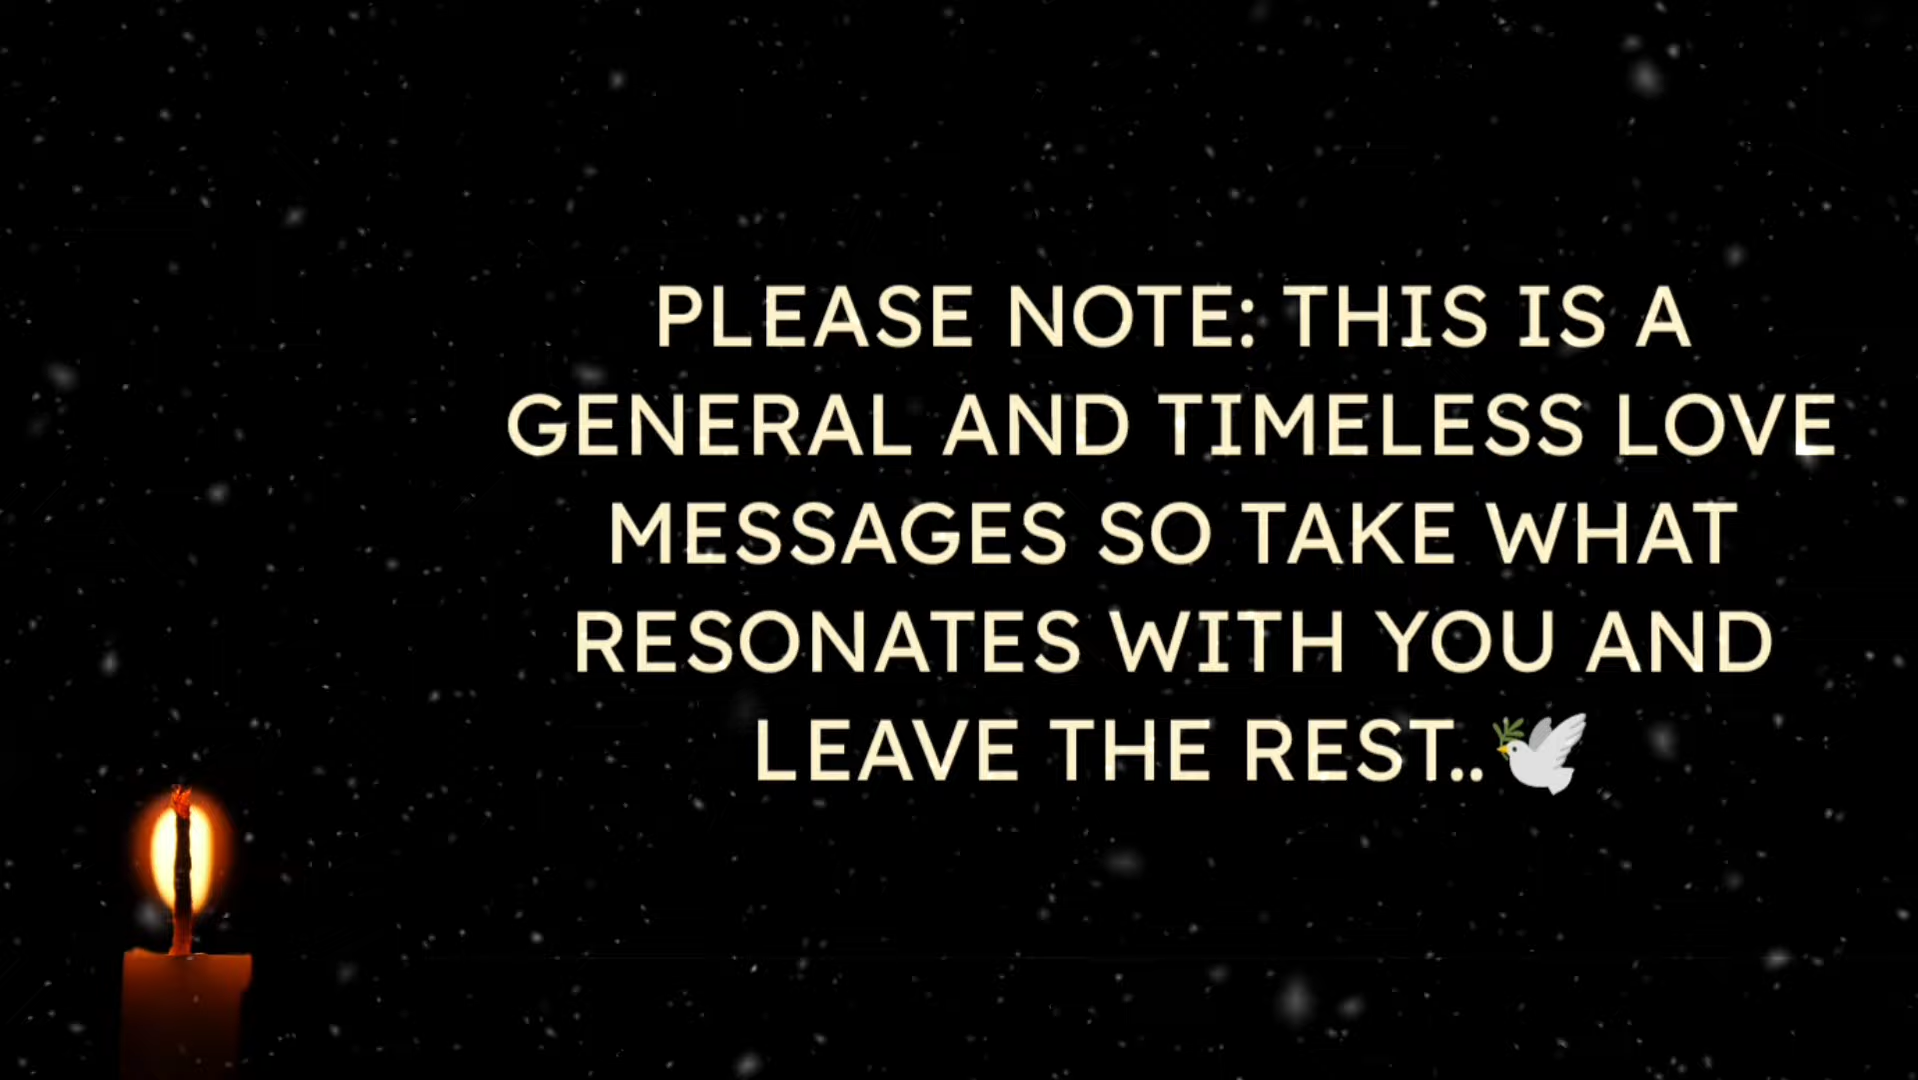 PLEASE NOTE: THIS IS A
GENERAL AND TIMELESS LOVE
MESSAGES SO TAKE WHAT
RESONATES WITH YOU AND
LEAVE THE REST..🕊️